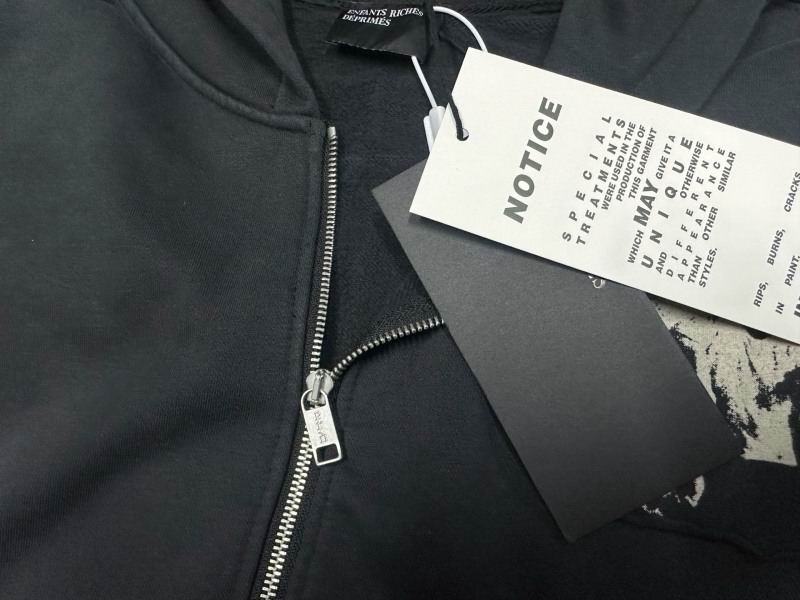 ENFANTS RICHES
DÉPRIMÉS
NOTICE
SPECIAL
TREATMENTS
WERE USED IN THE
PRODUCTION OF
THIS GARMENT
WHICH MAY GIVE IT A
UNIQUE
AND OTHERWISE
DIFFERENT
APPEARANCE
THAN OTHER SIMILAR
STYLES.
RIPS, BURNS, CRACKS
IN PAINT,